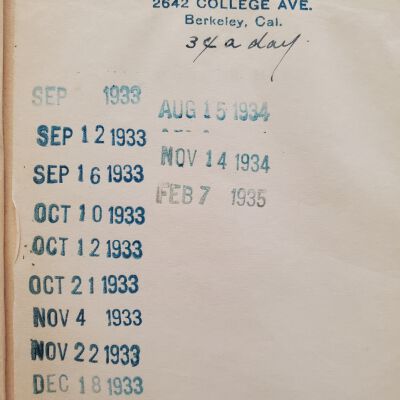 2642 COLLEGE AVE.
Berkeley, Cal.
3¢ a day.
SEP 1933
SEP 12 1933
SEP 16 1933
OCT 10 1933
OCT 12 1933
OCT 21 1933
NOV 4 1933
NOV 22 1933
DEC 18 1933
AUG 15 1934
NOV 14 1934
FEB 7 1935